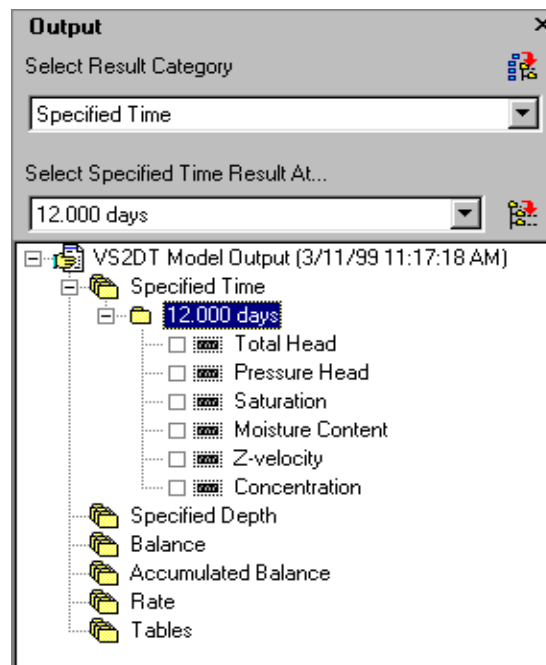 Output
Select Result Category
Specified Time
Select Specified Time Result At...
12.000 days
VS2DT Model Output (3/11/99 11:17:18 AM)
Specified Time
12.000 days
Total Head
Pressure Head
Saturation
Moisture Content
Z-velocity
Concentration
Specified Depth
Balance
Accumulated Balance
Rate
Tables